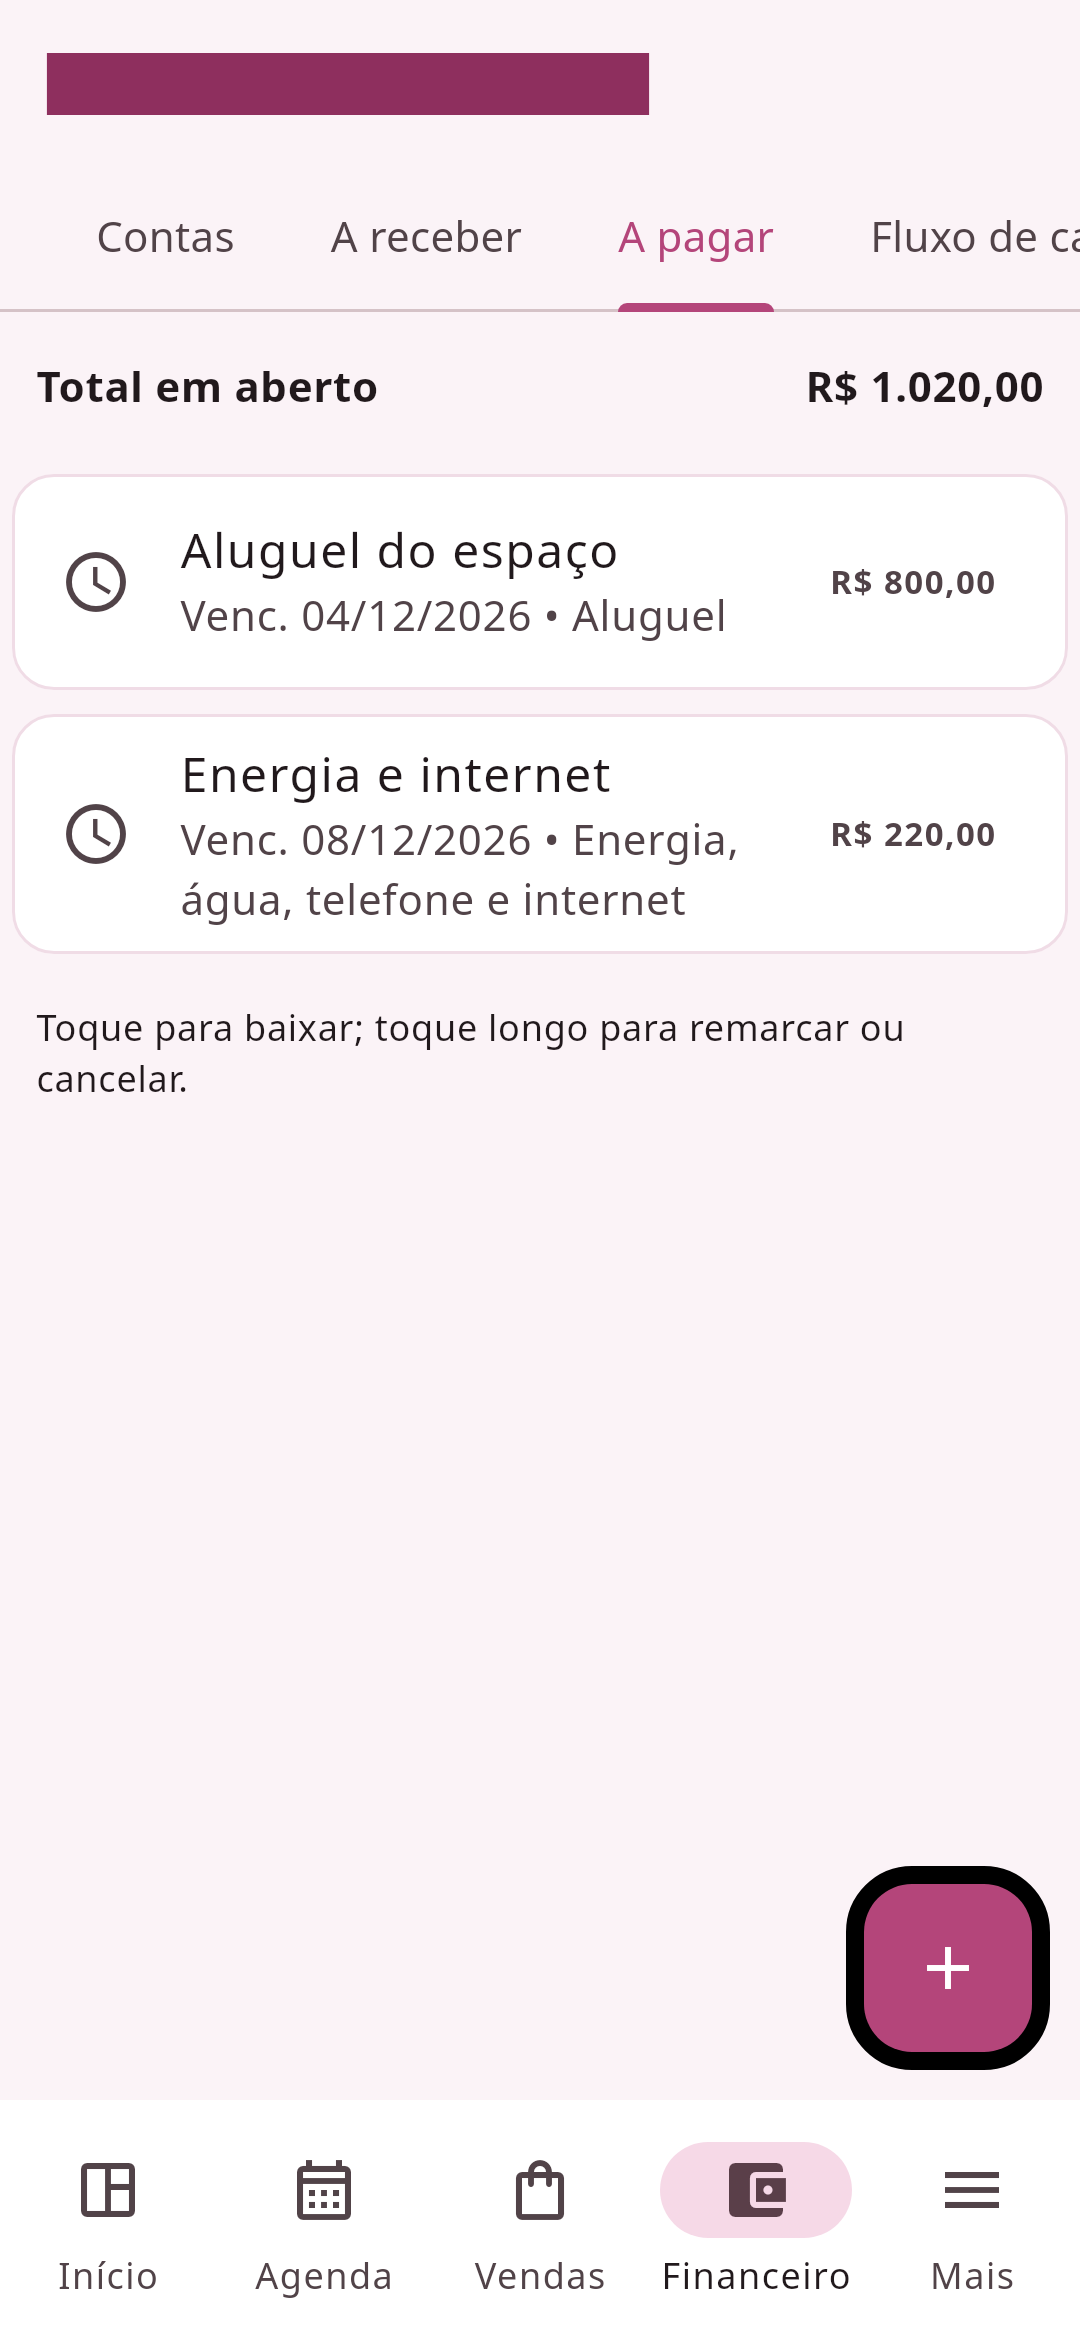 Contas A receber A pagar Fluxo de ca
Total em aberto R$ 1.020,00
Aluguel do espaço
R$ 800,00
Venc. 04/12/2026 • Aluguel
Energia e internet
Venc. 08/12/2026 • Energia,
R$ 220,00
água, telefone e internet
Toque para baixar; toque longo para remarcar ou
cancelar.
Início Agenda Vendas Financeiro Mais